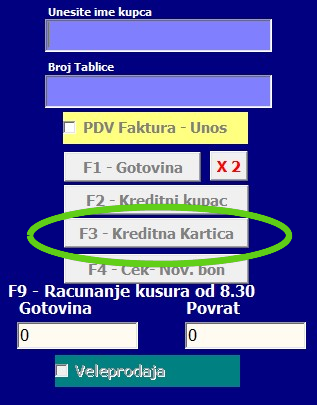 Unesite ime kupca
Broj Tablice
PDV Faktura - Unos
F1 - Gotovina X 2
F2 - Kreditni kupac
F3 - Kreditna Kartica
F4 - Cek- Nov. bon
F9 - Racunanje kusura od 8.30
Gotovina Povrat
0 0
Veleprodaja